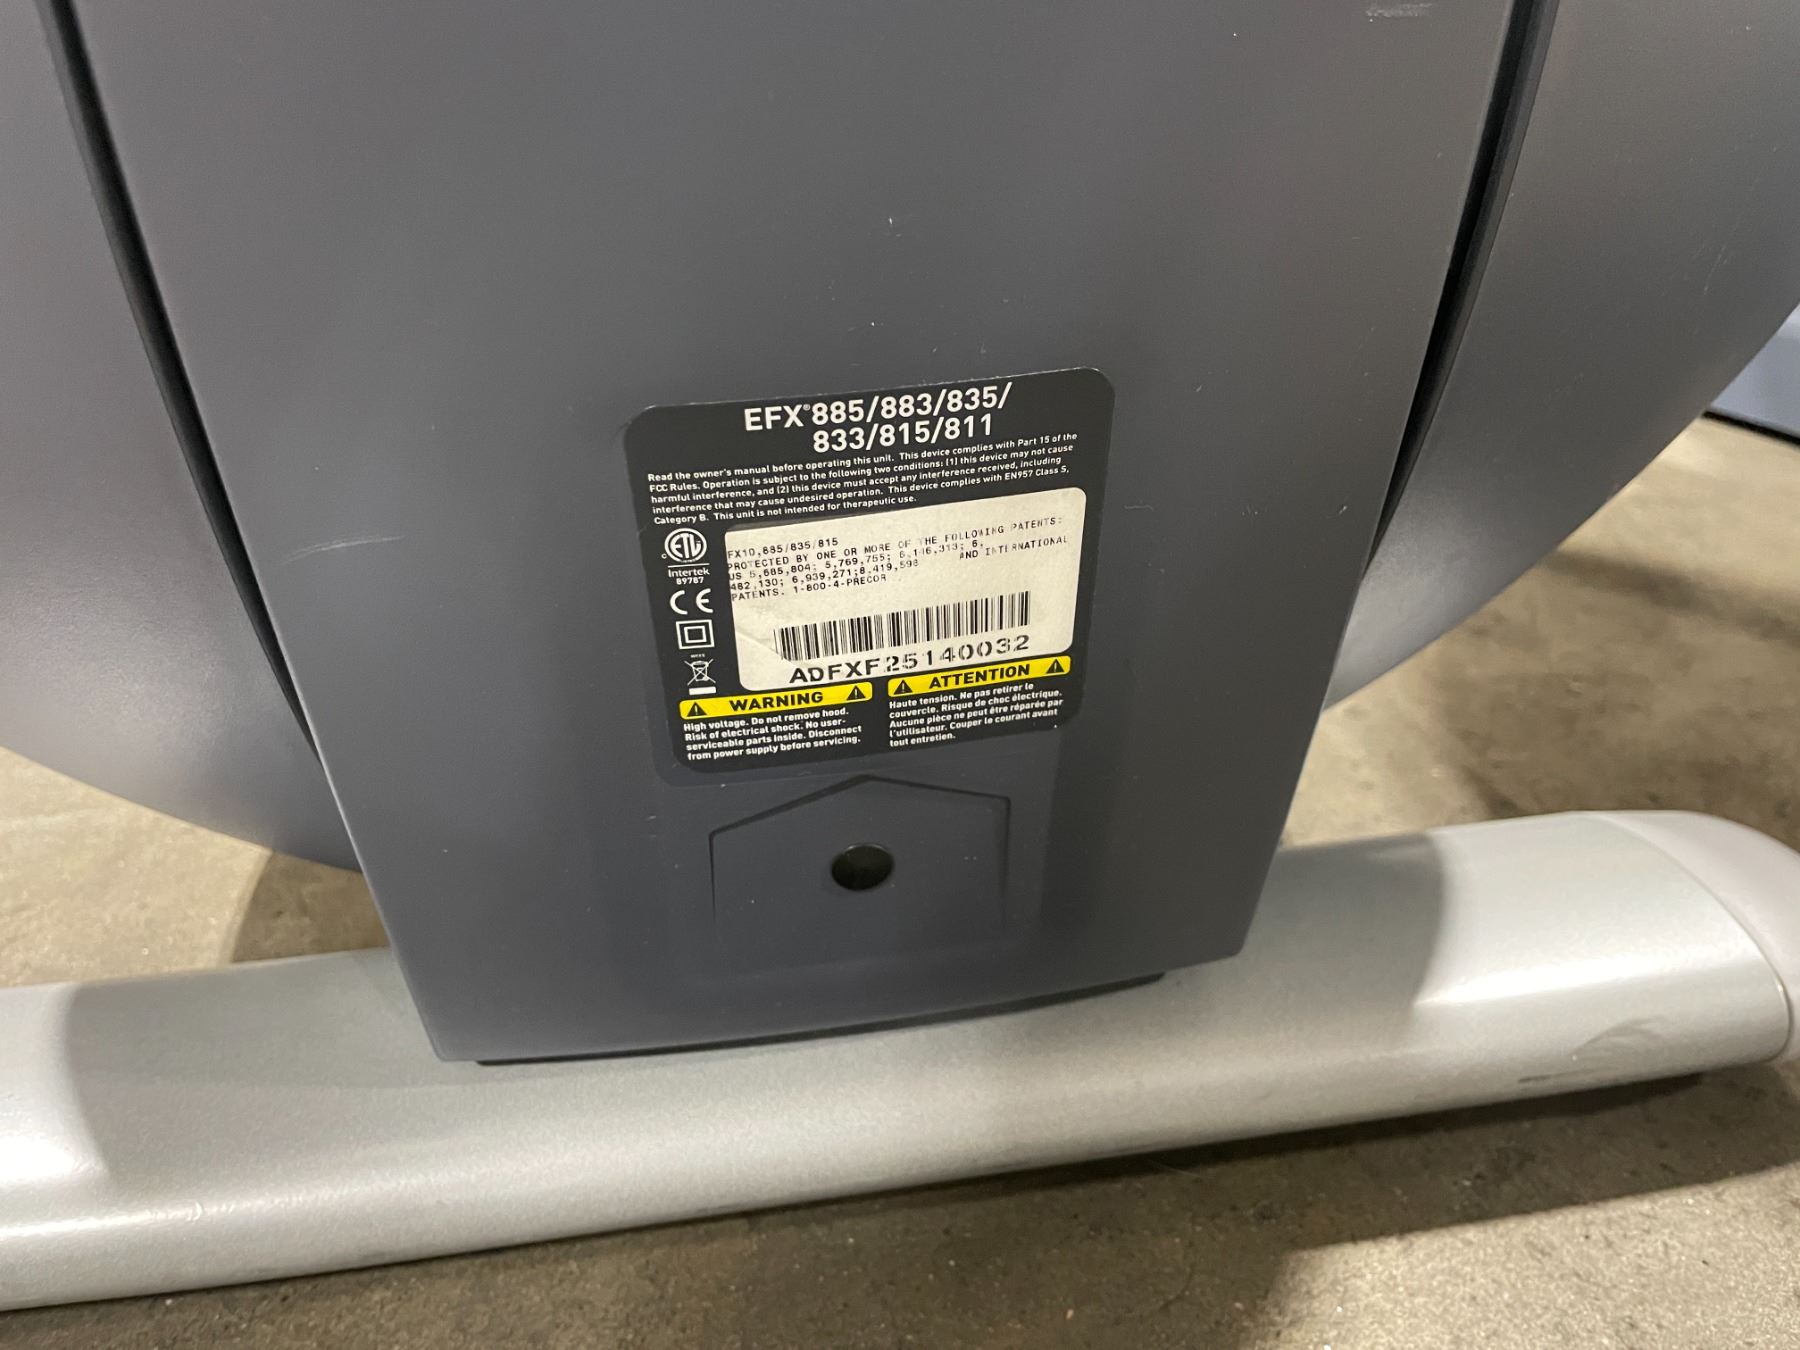 EFX®885/883/835/
833/815/811
Read the owner's manual before operating this unit. This device complies with Part 15 of the
FCC Rules. Operation is subject to the following two conditions: (1) this device may not cause
harmful interference, and (2) this device must accept any interference received, including
interference that may cause undesired operation. This device complies with EN957 Class S,
Category B. This unit is not intended for therapeutic use.
FX10,885/835/815
PROTECTED BY ONE OR MORE OF THE FOLLOWING PATENTS:
US 5,685,804; 5,769,755; 6,146,313; 6,
482,130; 6,939,271;8,419,598 AND INTERNATIONAL
PATENTS. 1-800-4-PRECOR
c ETL
Intertek
89787
CE
ADFXF25140032
WARNING
High voltage. Do not remove hood.
Risk of electrical shock. No user-
serviceable parts inside. Disconnect
from power supply before servicing.
ATTENTION
Haute tension. Ne pas retirer le
couvercle. Risque de choc électrique.
Aucune pièce ne peut être réparée par
l'utilisateur. Couper le courant avant
tout entretien.